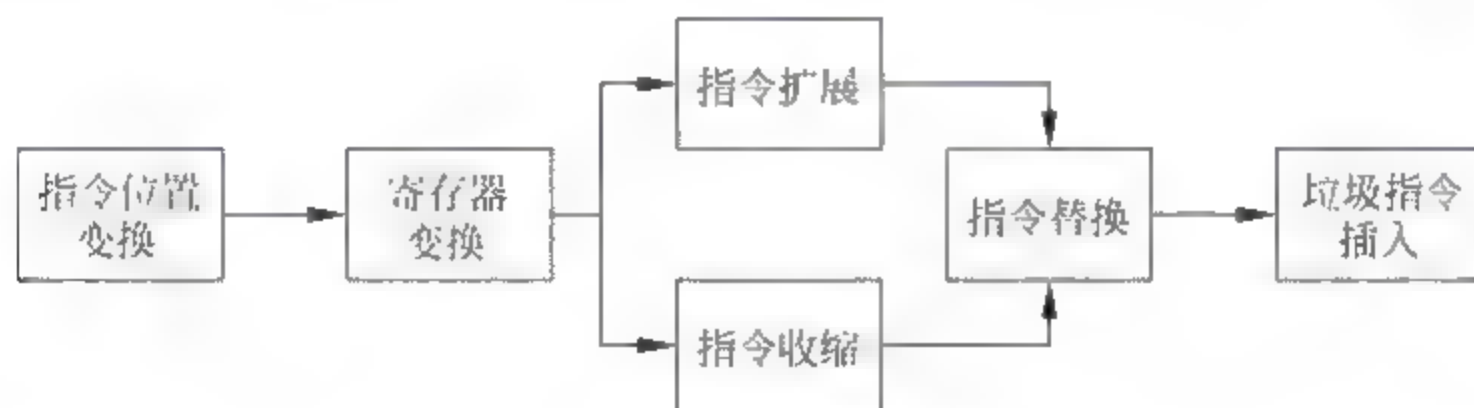 指令位置
变换
寄存器
变换
指令扩展
指令收缩
指令替换
垃圾指令
插入